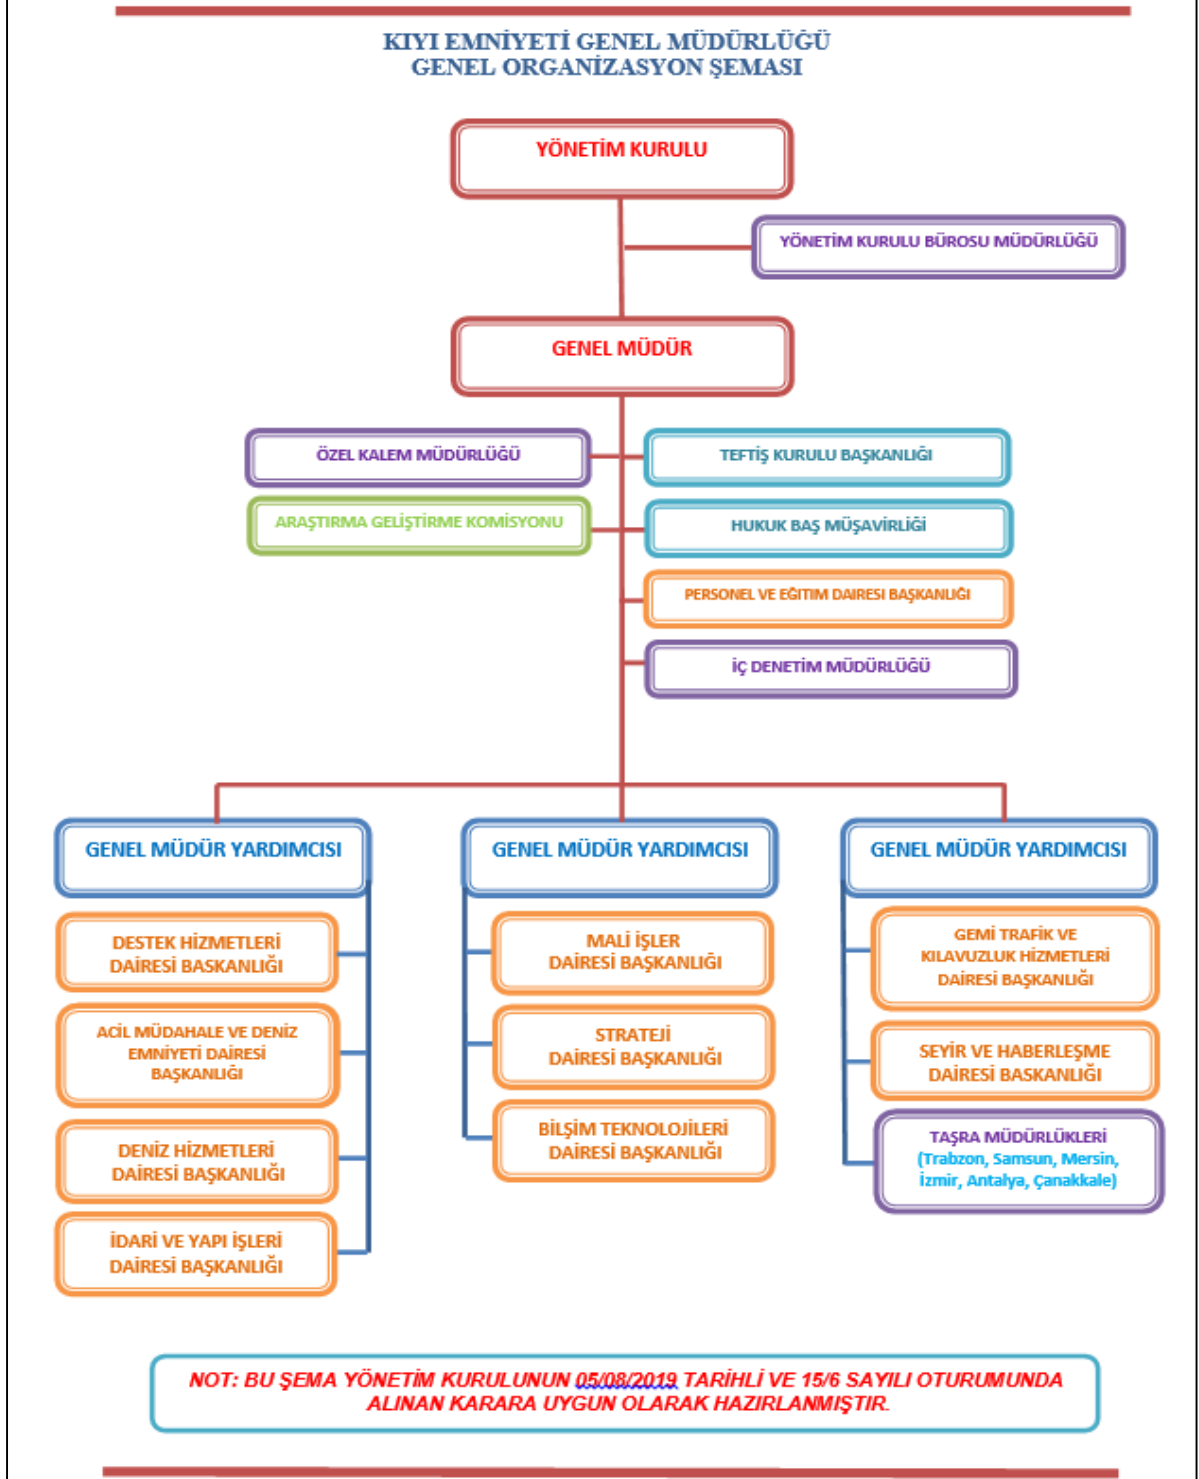 KIYI EMNİYETİ GENEL MÜDÜRLÜĞÜ
GENEL ORGANİZASYON ŞEMASI
YÖNETİM KURULU
YÖNETİM KURULU BÜROSU MÜDÜRLÜĞÜ
GENEL MÜDÜR
ÖZEL KALEM MÜDÜRLÜĞÜ
TEFTİŞ KURULU BAŞKANLIĞI
ARAŞTIRMA GELİŞTİRME KOMİSYONU
HUKUK BAŞ MÜŞAVİRLİĞİ
PERSONEL VE EĞITIM DAIRESI BAŞKANLIĞI
İÇ DENETİM MÜDÜRLÜĞÜ
GENEL MÜDÜR YARDIMCISI
DESTEK HİZMETLERİ
DAİRESİ BASKANLIĞI
ACİL MÜDAHALE VE DENİZ
EMNİYETİ DAİRESİ
BAŞKANLIĞI
DENİZ HİZMETLERİ
DAİRESİ BAŞKANLIĞI
İDARİ VE YAPI İŞLERİ
DAİRESİ BAŞKANLIĞI
GENEL MÜDÜR YARDIMCISI
MALİ İŞLER
DAİRESİ BAŞKANLIĞI
STRATEJİ
DAİRESİ BAŞKANLIĞI
BİLŞİM TEKNOLOJİLERİ
DAİRESİ BAŞKANLIĞI
GENEL MÜDÜR YARDIMCISI
GEMİ TRAFİK VE
KILAVUZLUK HİZMETLERİ
DAİRESİ BAŞKANLIĞI
SEYİR VE HABERLEŞME
DAİRESİ BASKANLIĞI
TAŞRA MÜDÜRLÜKLERİ
(Trabzon, Samsun, Mersin,
İzmir, Antalya, Çanakkale)
NOT: BU ŞEMA YÖNETİM KURULUNUN 05/08/2019 TARİHLİ VE 15/6 SAYILI OTURUMUNDA
ALINAN KARARA UYGUN OLARAK HAZIRLANMIŞTIR.